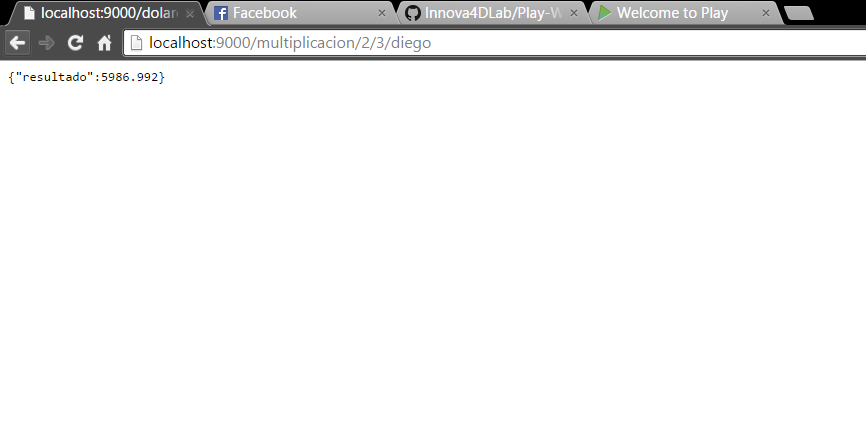 localhost:9000/dolar
Facebook
Innova4DLab/Play-W
Welcome to Play
localhost:9000/multiplicacion/2/3/diego
{"resultado":5986.992}